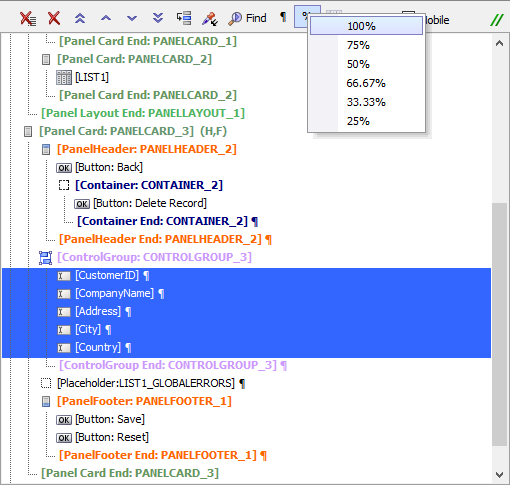 Find ¶ % Mobile //
100%
75%
50%
66.67%
33.33%
25%
[Panel Card End: PANELCARD_1]
[Panel Card: PANELCARD_2]
[LIST1]
[Panel Card End: PANELCARD_2]
[Panel Layout End: PANELLAYOUT_1]
[Panel Card: PANELCARD_3] (H,F)
[PanelHeader: PANELHEADER_2]
OK [Button: Back]
[Container: CONTAINER_2]
OK [Button: Delete Record]
[Container End: CONTAINER_2] ¶
[PanelHeader End: PANELHEADER_2] ¶
[ControlGroup: CONTROLGROUP_3]
[CustomerID] ¶
[CompanyName] ¶
[Address] ¶
[City] ¶
[Country] ¶
[ControlGroup End: CONTROLGROUP_3] ¶
[Placeholder:LIST1_GLOBALERRORS] ¶
[PanelFooter: PANELFOOTER_1]
OK [Button: Save]
OK [Button: Reset]
[PanelFooter End: PANELFOOTER_1] ¶
[Panel Card End: PANELCARD_3]